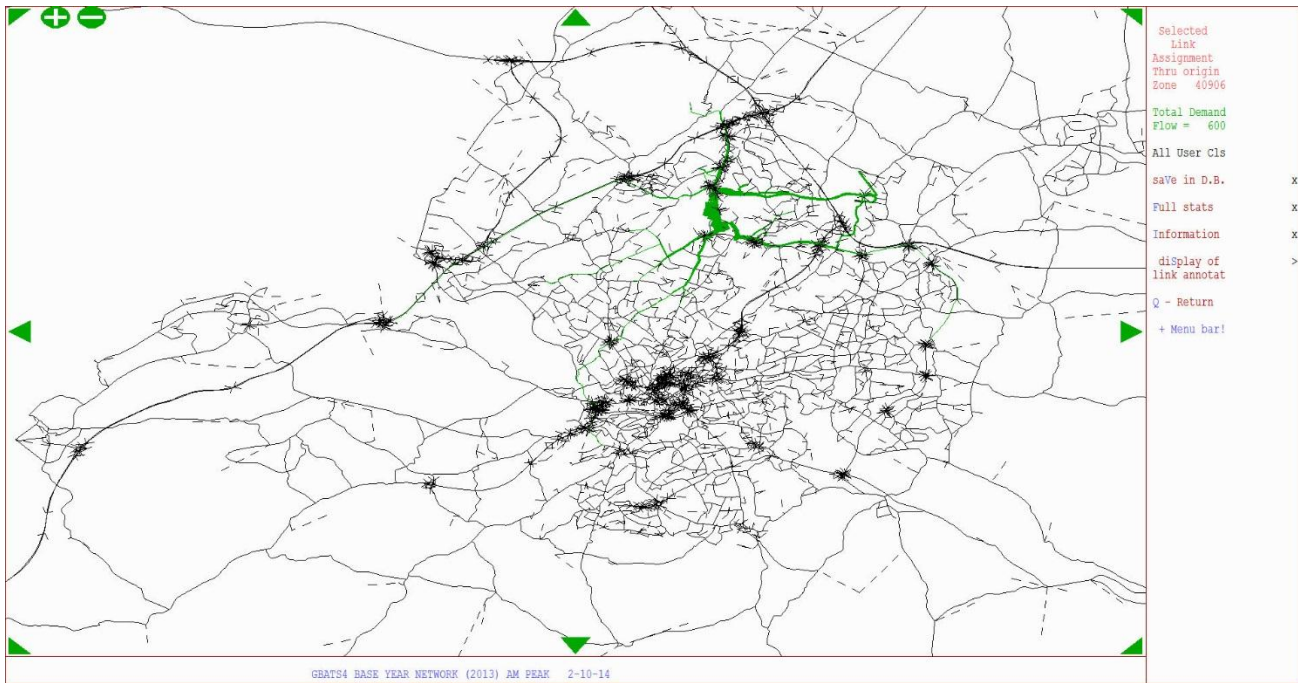 Selected
Link
Assignment
Thru origin
Zone 40906
Total Demand
Flow = 600
All User Cls
saVe in D.B. x
Full stats x
Information x
diSplay of >
link annotat
Q - Return
+ Menu bar!
GBATS4 BASE YEAR NETWORK (2013) AM PEAK 2-10-14